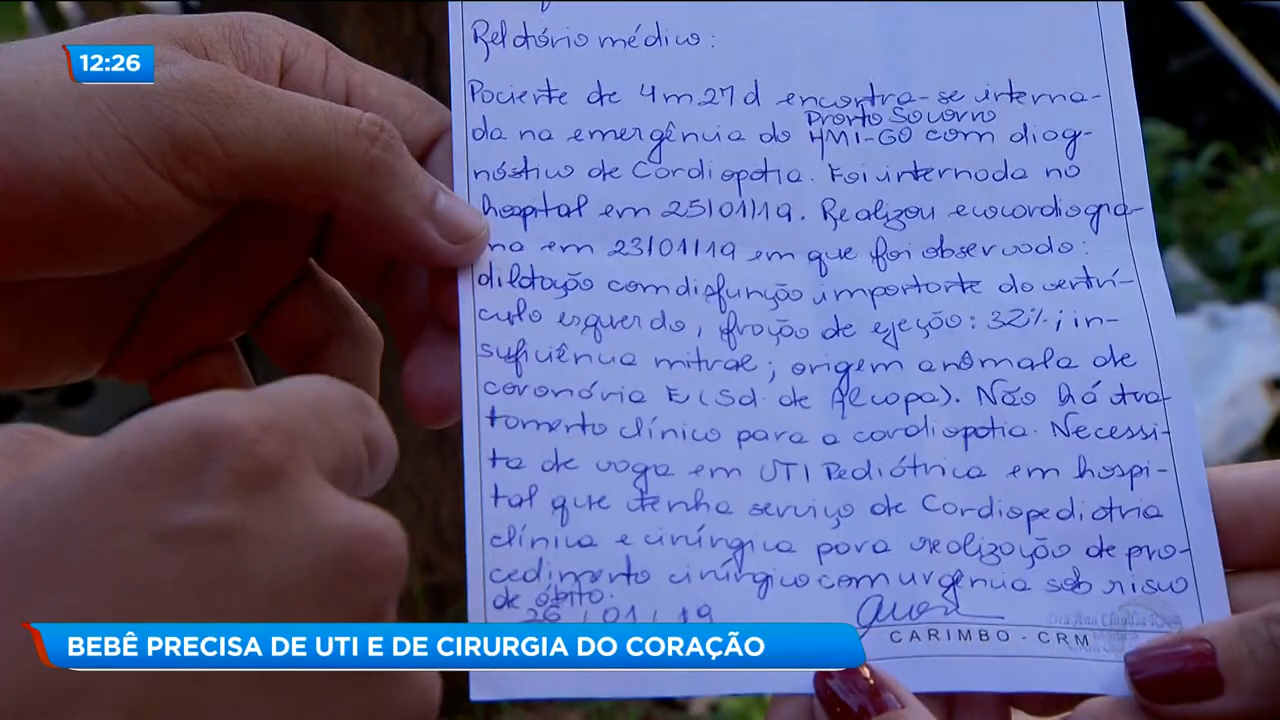 12:26
Relatório médico:
Paciente de 4m27d encontra-se interna-
Pronto Socorro
da na emergência do HMI-GO com diag-
nóstico de Cardiopatia. Foi internada no
hospital em 25/01/19. Realizou ecocardiogra-
ma em 23/01/19 em que foi observado:
dilatação com disfunção importante do ventrí-
culo esquerdo, fração de ejeção: 32%; in-
suficiência mitral; origem anômala de
coronária E (Sd. de Alcapa). Não há tra-
tamento clínico para a cardiopatia. Necessi-
ta de vaga em UTI Pediátrica em hospi-
tal que tenha serviço de Cardiopediatria
clínica e cirúrgica para realização de pro-
cedimento cirúrgico com urgência sob risco
de óbito.
26/01/19
CARIMBO - CRM
BEBÊ PRECISA DE UTI E DE CIRURGIA DO CORAÇÃO